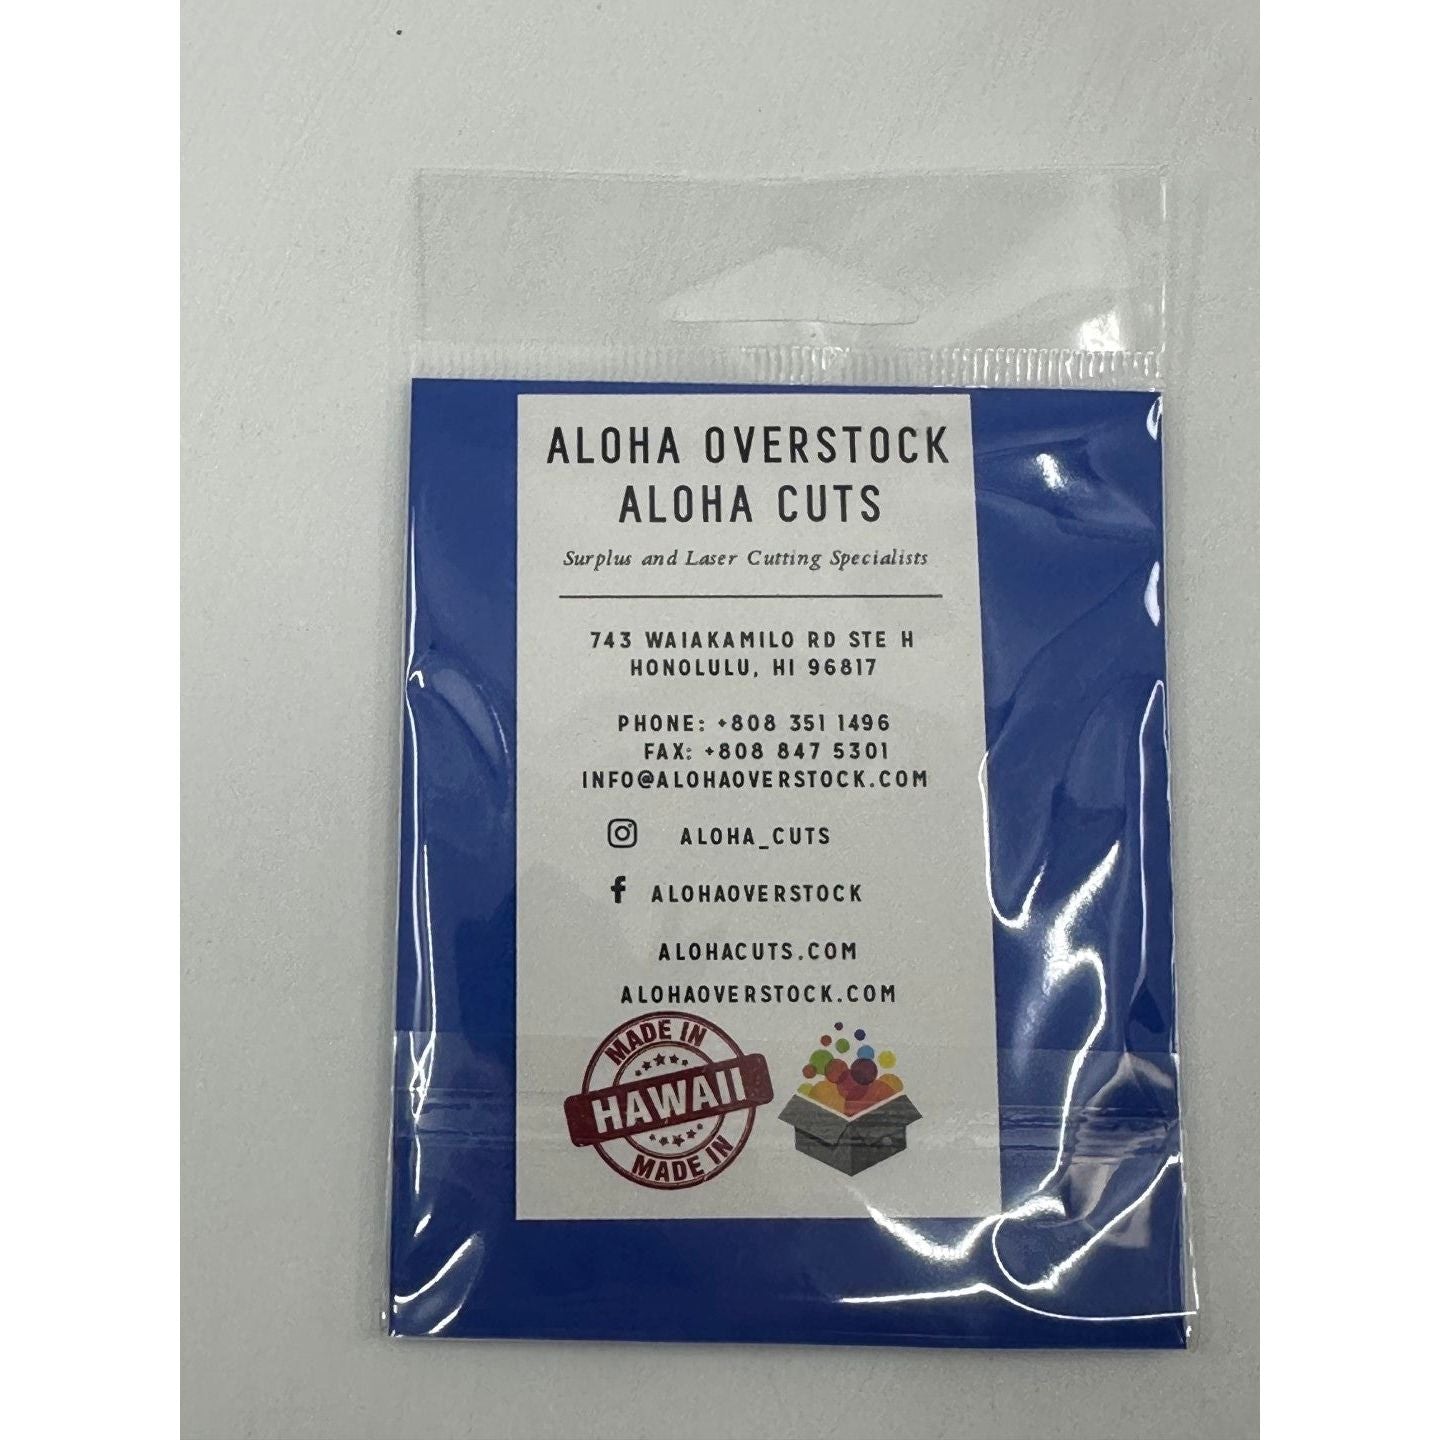 ALOHA OVERSTOCK
ALOHA CUTS
Surplus and Laser Cutting Specialists
743 WAIAKAMILO RD STE H
HONOLULU, HI 96817
PHONE: +808 351 1496
FAX: +808 847 5301
INFO@ALOHAOVERSTOCK.COM
ALOHA_CUTS
ALOHAOVERSTOCK
ALOHACUTS.COM
ALOHAOVERSTOCK.COM
MADE IN
HAWAII
MADE IN